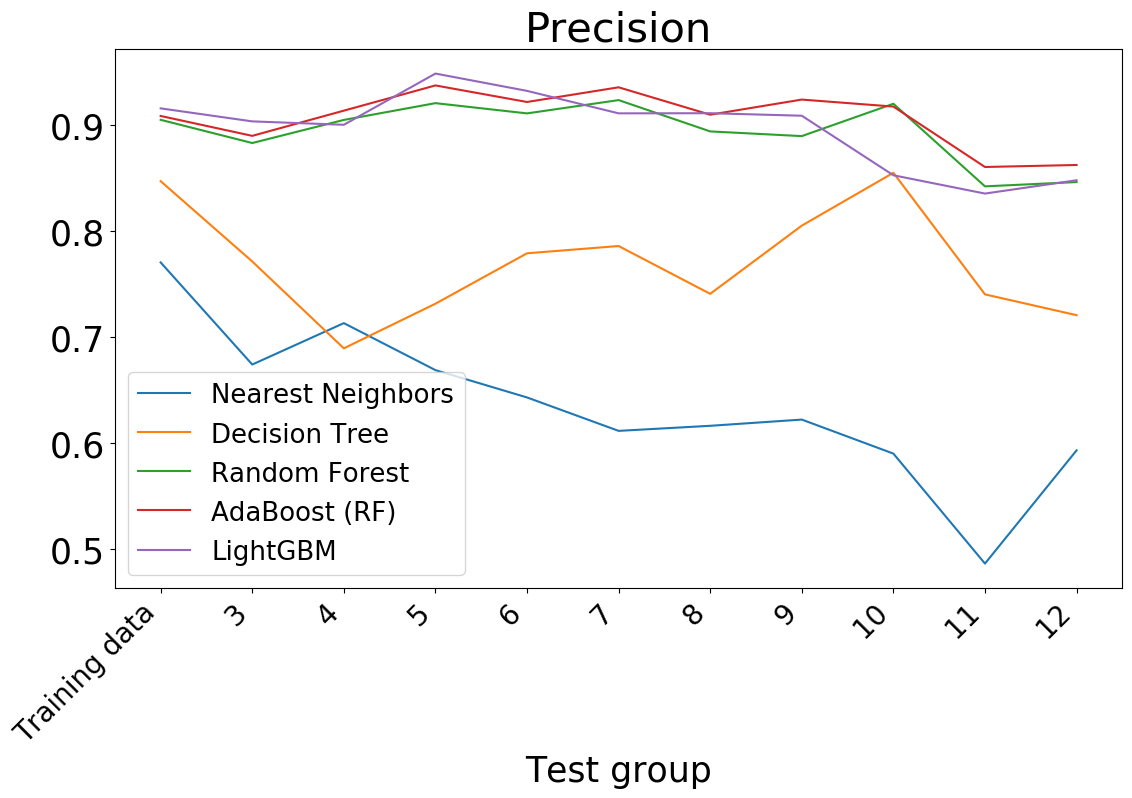 Precision
0.9
0.8
0.7
0.6
0.5
Nearest Neighbors
Decision Tree
Random Forest
AdaBoost (RF)
LightGBM
Training data
3
4
5
6
7
8
9
10
11
12
Test group